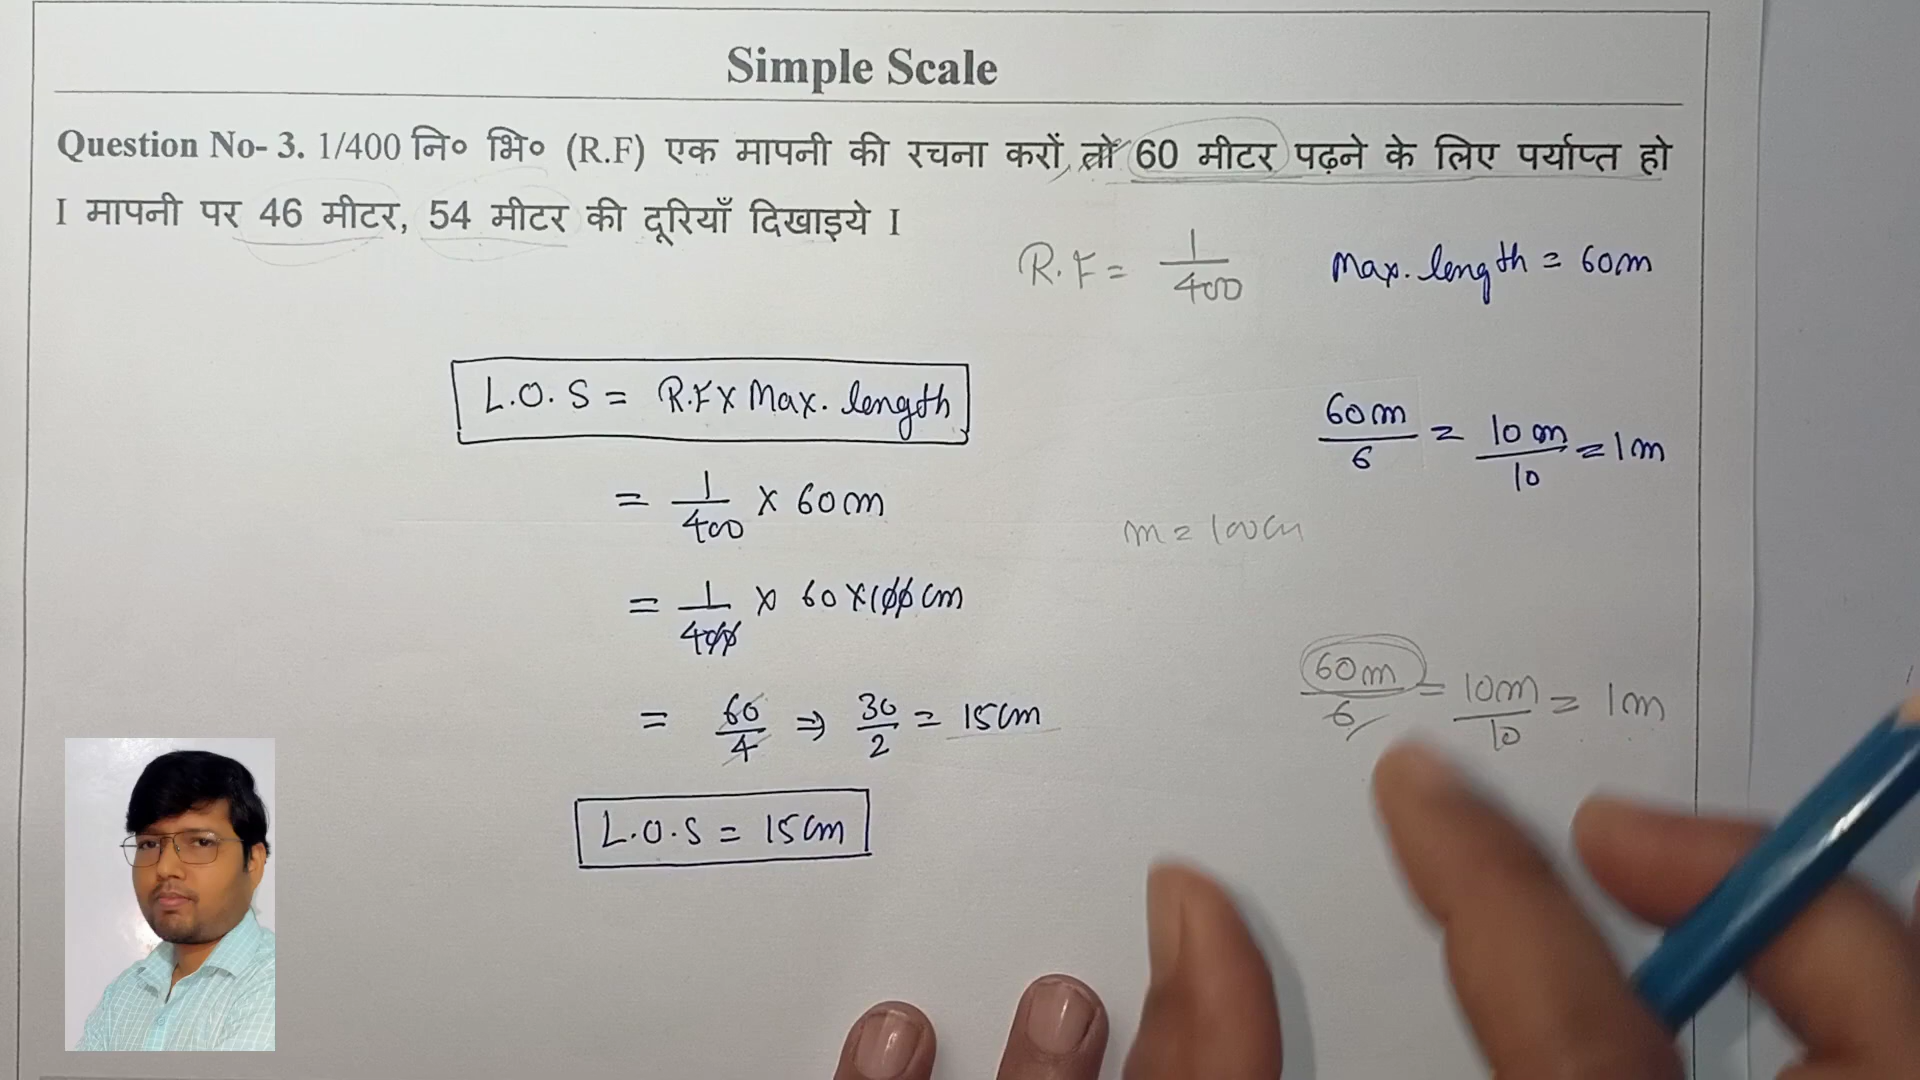 Simple Scale
Question No- 3. 1/400 नि० भि० (R.F) एक मापनी की रचना करों, तो 60 मीटर पढ़ने के लिए पर्याप्त हो
I मापनी पर 46 मीटर, 54 मीटर की दूरियाँ दिखाइये I
R.F = 1/400 Max. length = 60m
L.O.S = R.F x Max. length
60m/6 = 10m/10 = 1m
= 1/400 x 60m
m = 100cm
= 1/400 x 60 x 100 cm
60m/6 = 10m/10 = 1m
= 60/4 ⇒ 30/2 = 15cm
L.O.S = 15cm